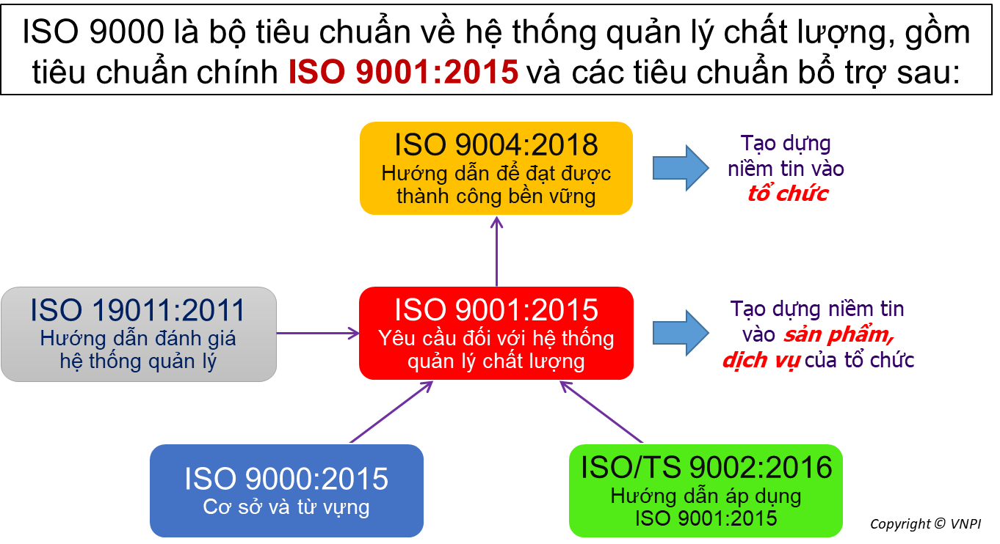 ISO 9000 là bộ tiêu chuẩn về hệ thống quản lý chất lượng, gồm
tiêu chuẩn chính ISO 9001:2015 và các tiêu chuẩn bổ trợ sau:
ISO 9004:2018
Hướng dẫn để đạt được
thành công bền vững
Tạo dựng
niềm tin vào
tổ chức
ISO 19011:2011
Hướng dẫn đánh giá
hệ thống quản lý
ISO 9001:2015
Yêu cầu đối với hệ thống
quản lý chất lượng
Tạo dựng niềm tin
vào sản phẩm,
dịch vụ của tổ chức
ISO 9000:2015
Cơ sở và từ vựng
ISO/TS 9002:2016
Hướng dẫn áp dụng
ISO 9001:2015
Copyright © VNPI